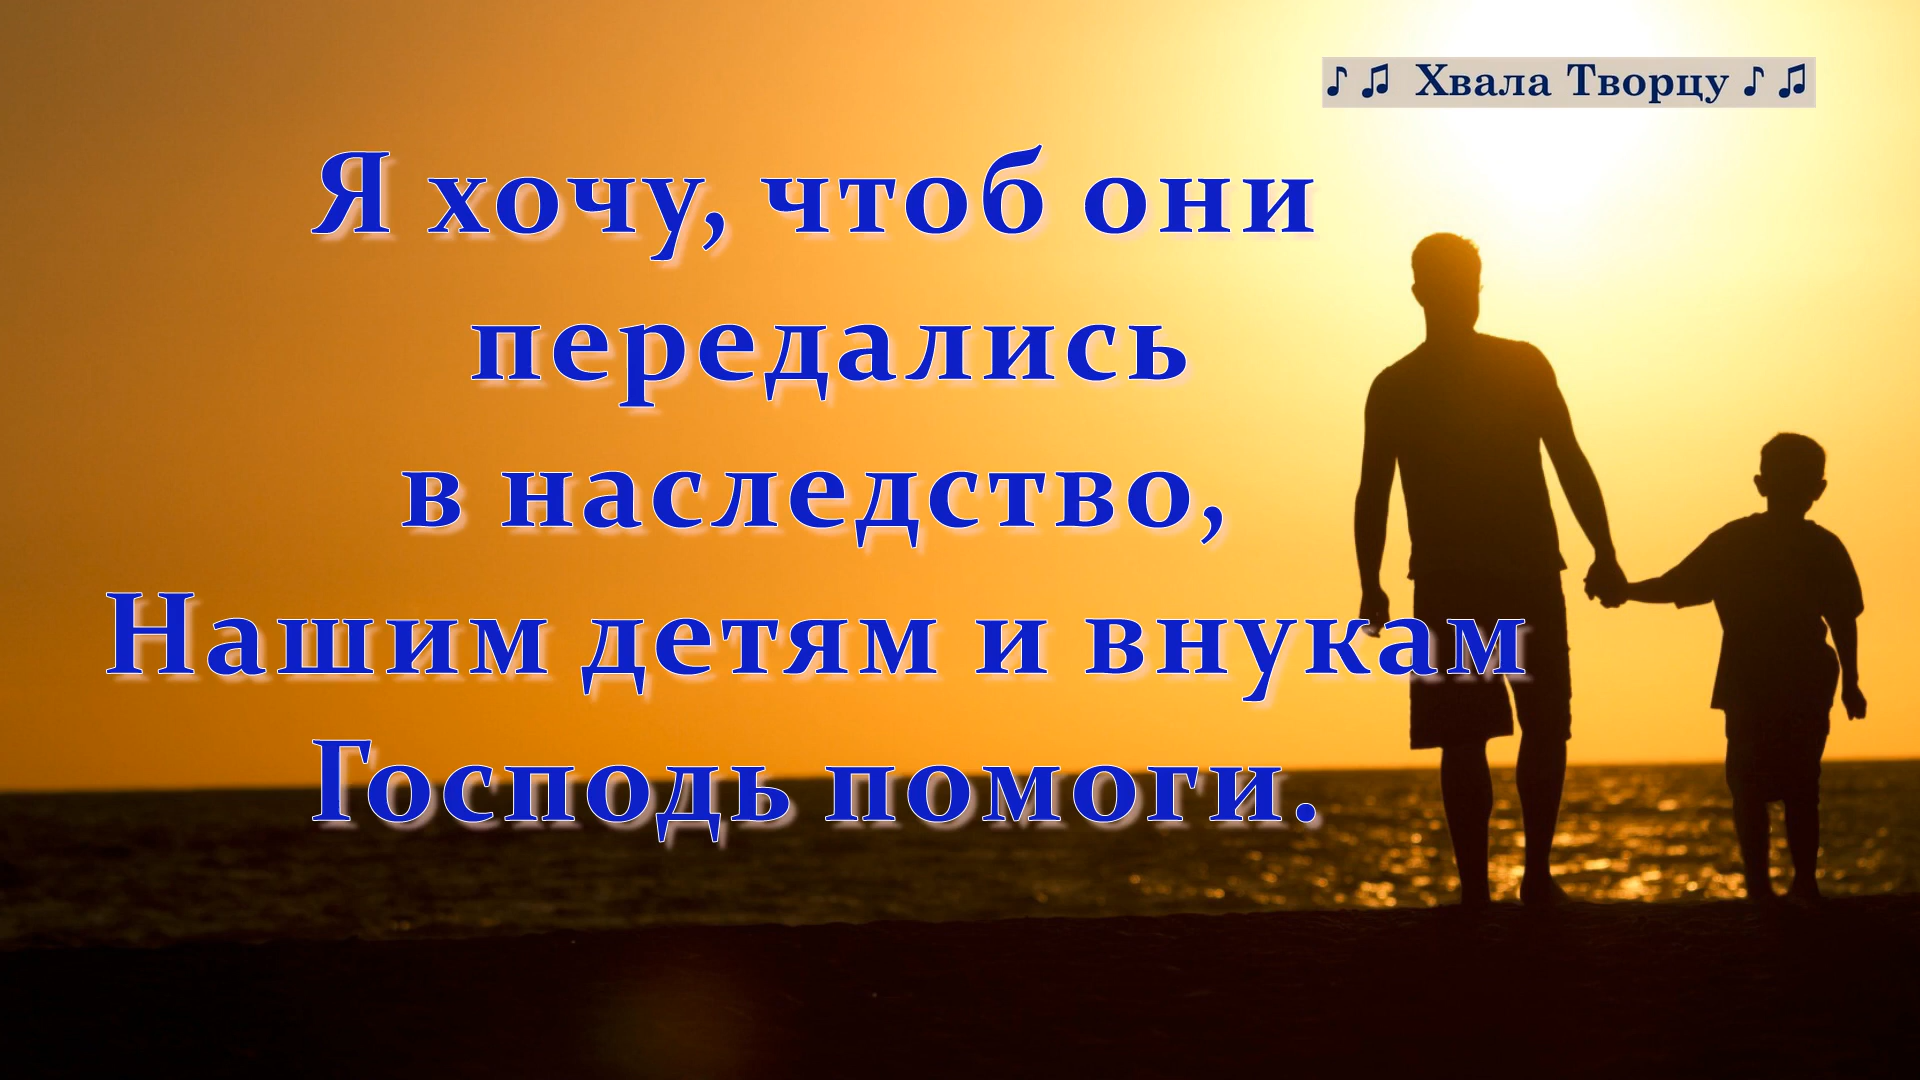 ♪ ♫ Хвала Творцу ♪ ♫
Я хочу, чтоб они
передались
в наследство,
Нашим детям и внукам
Господь помоги.